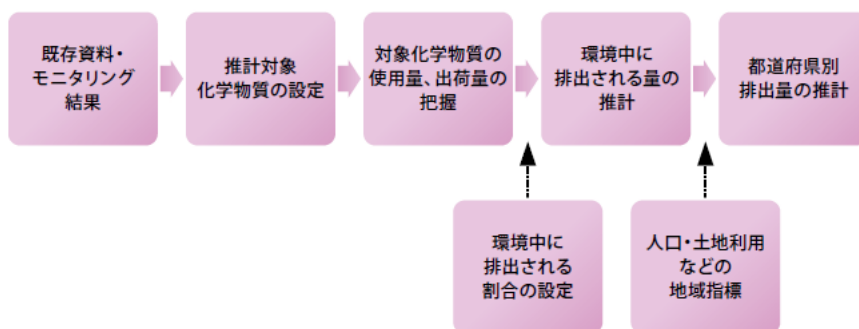 既存資料・
モニタリング
結果
推計対象
化学物質の設定
対象化学物質の
使用量、出荷量の
把握
環境中に
排出される量の
推計
都道府県別
排出量の推計
環境中に
排出される
割合の設定
人口・土地利用
などの
地域指標